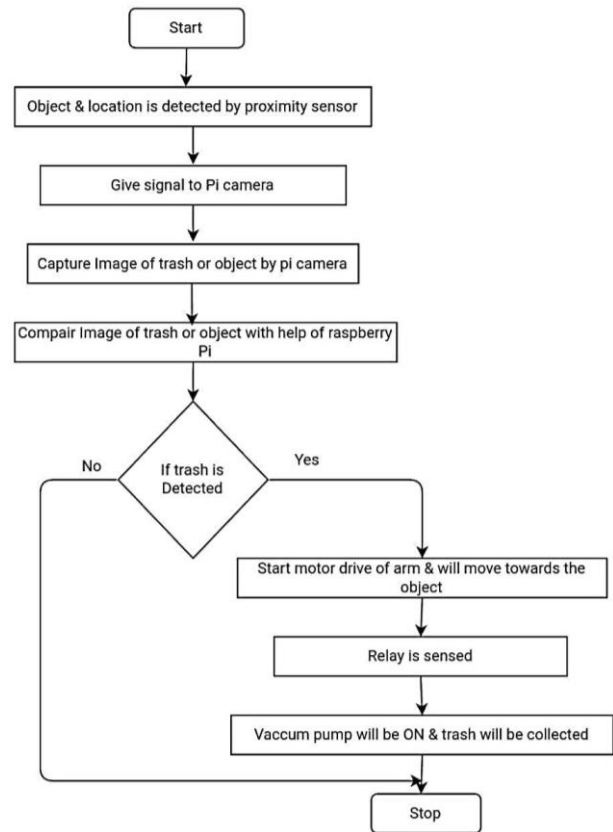 Start
Object & location is detected by proximity sensor
Give signal to Pi camera
Capture Image of trash or object by pi camera
Compair Image of trash or object with help of raspberry
Pi
No
If trash is
Detected
Yes
Start motor drive of arm & will move towards the
object
Relay is sensed
Vaccum pump will be ON & trash will be collected
Stop